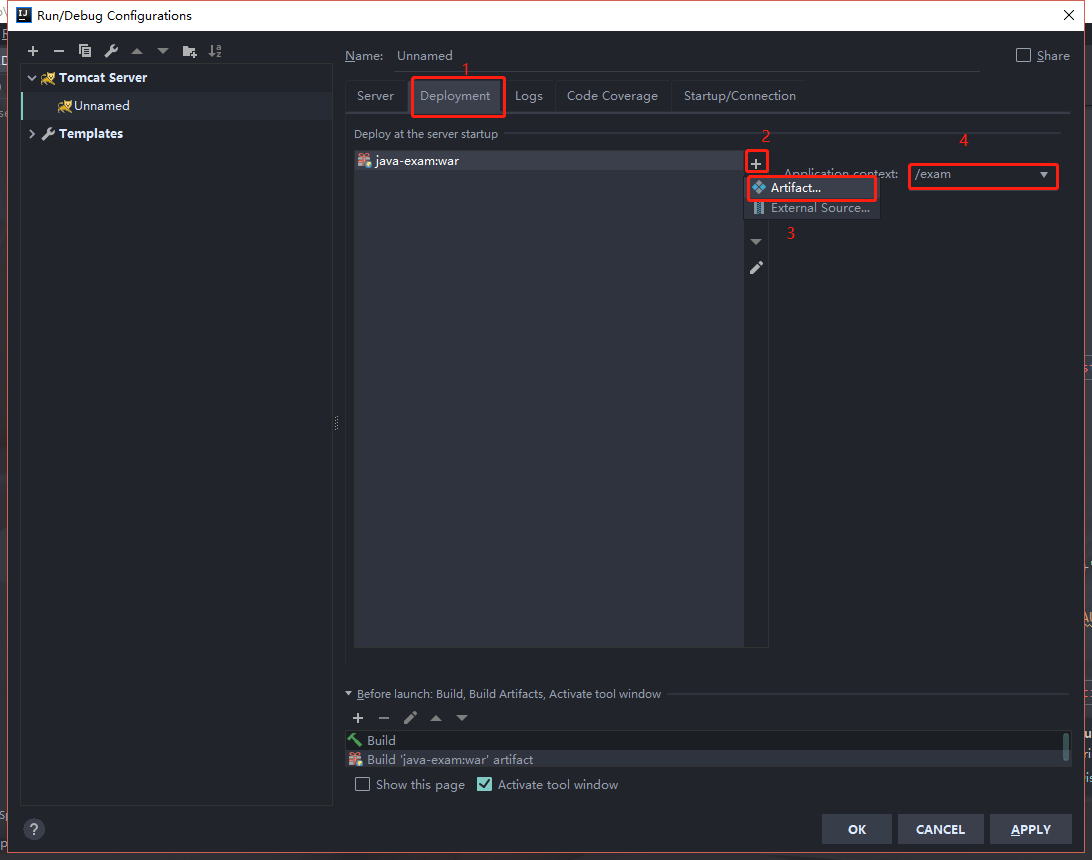 Run/Debug Configurations
Name: Unnamed
Share
Tomcat Server
Unnamed
Templates
1
Server
Deployment
Logs
Code Coverage
Startup/Connection
Deploy at the server startup
java-exam:war
2
4
Application context:
/exam
Artifact...
External Source...
3
Before launch: Build, Build Artifacts, Activate tool window
Build
Build 'java-exam:war' artifact
Show this page
Activate tool window
?
OK
CANCEL
APPLY